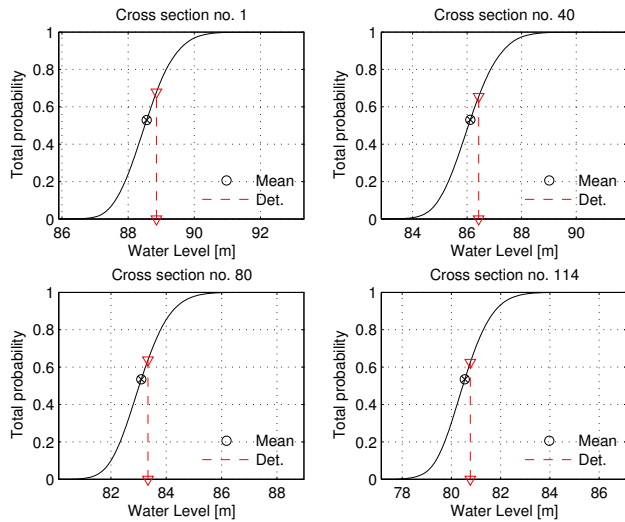 Cross section no. 1
Total probability
1
0.8
0.6
0.4
0.2
0
86 88 90 92
Water Level [m]
Mean
Det.
Cross section no. 40
Total probability
1
0.8
0.6
0.4
0.2
0
84 86 88 90
Water Level [m]
Mean
Det.
Cross section no. 80
Total probability
1
0.8
0.6
0.4
0.2
0
82 84 86 88
Water Level [m]
Mean
Det.
Cross section no. 114
Total probability
1
0.8
0.6
0.4
0.2
0
78 80 82 84 86
Water Level [m]
Mean
Det.